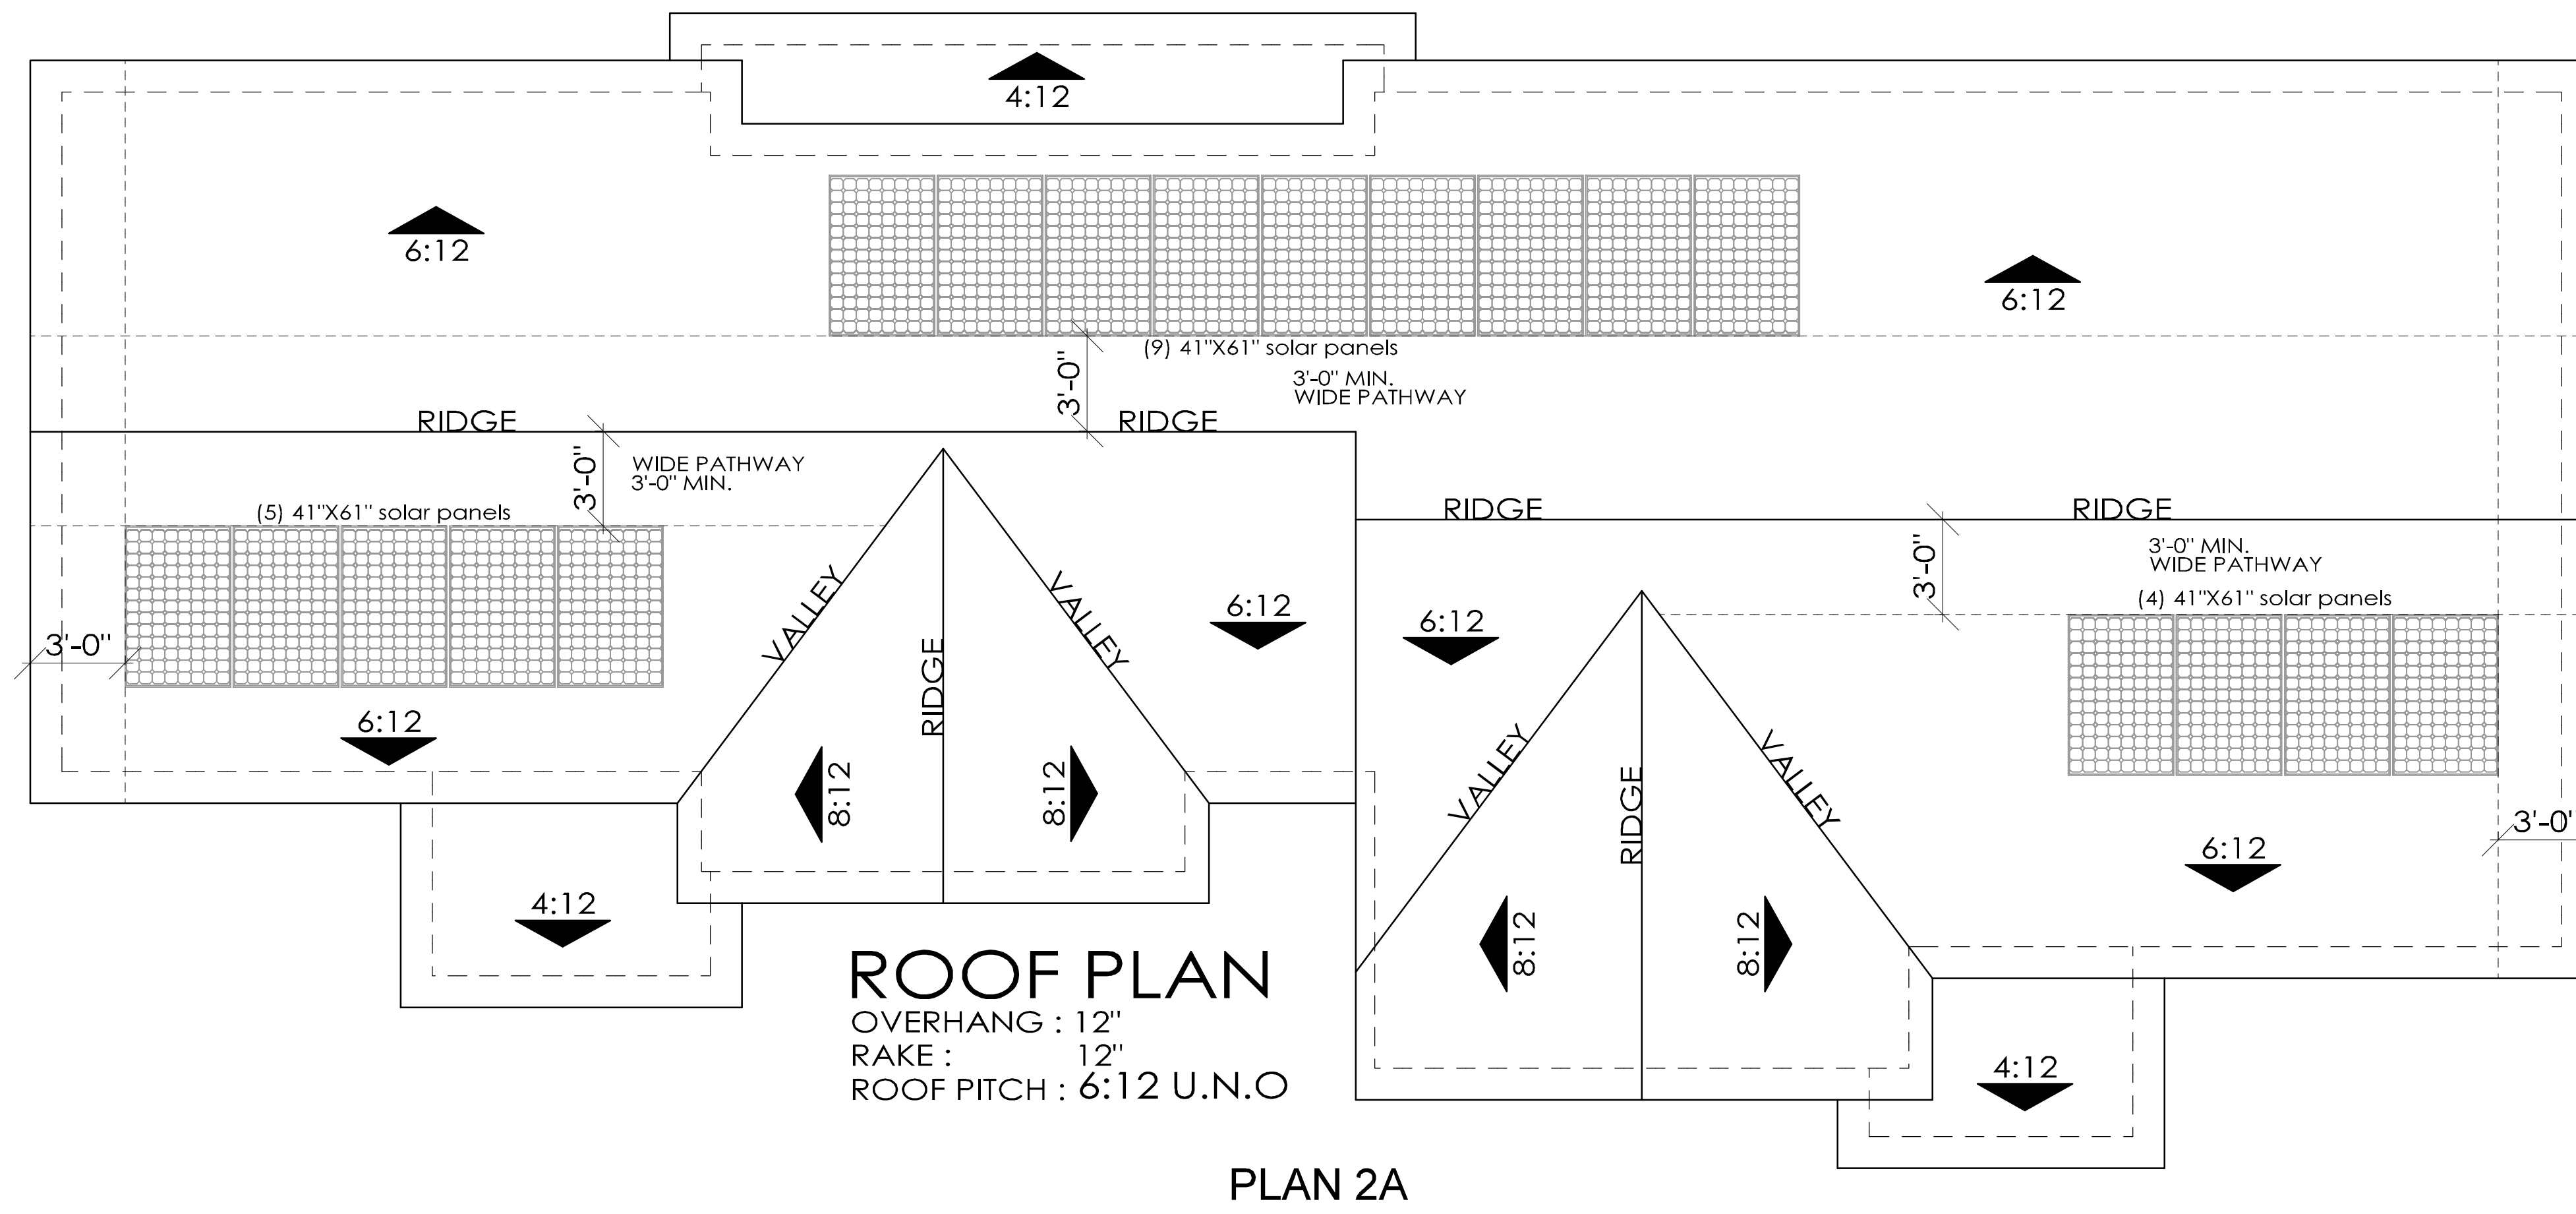 4:12
6:12
6:12
(9) 41"X61" solar panels
3'-0"
3'-0" MIN.
WIDE PATHWAY
RIDGE
RIDGE
3'-0"
WIDE PATHWAY
3'-0" MIN.
(5) 41"X61" solar panels
RIDGE
RIDGE
3'-0"
3'-0" MIN.
WIDE PATHWAY
(4) 41"X61" solar panels
3'-0"
VALLEY
RIDGE
VALLEY
6:12
6:12
6:12
8:12
8:12
VALLEY
RIDGE
VALLEY
3'-0"
6:12
4:12
8:12
8:12
4:12
ROOF PLAN
OVERHANG : 12"
RAKE : 12"
ROOF PITCH : 6:12 U.N.O
PLAN 2A